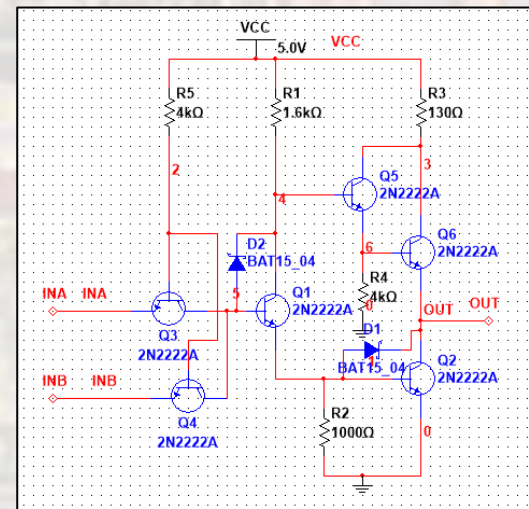 VCC
5.0V
VCC
R5
4kΩ
R1
1.6kΩ
R3
130Ω
2
3
4
Q5
2N2222A
D2
BAT15_04
6
Q6
2N2222A
R4
4kΩ
0
INA INA
5
Q1
2N2222A
OUT OUT
Q3
2N2222A
D1
1
BAT15_04
Q2
2N2222A
INB INB
Q4
2N2222A
R2
1000Ω
0